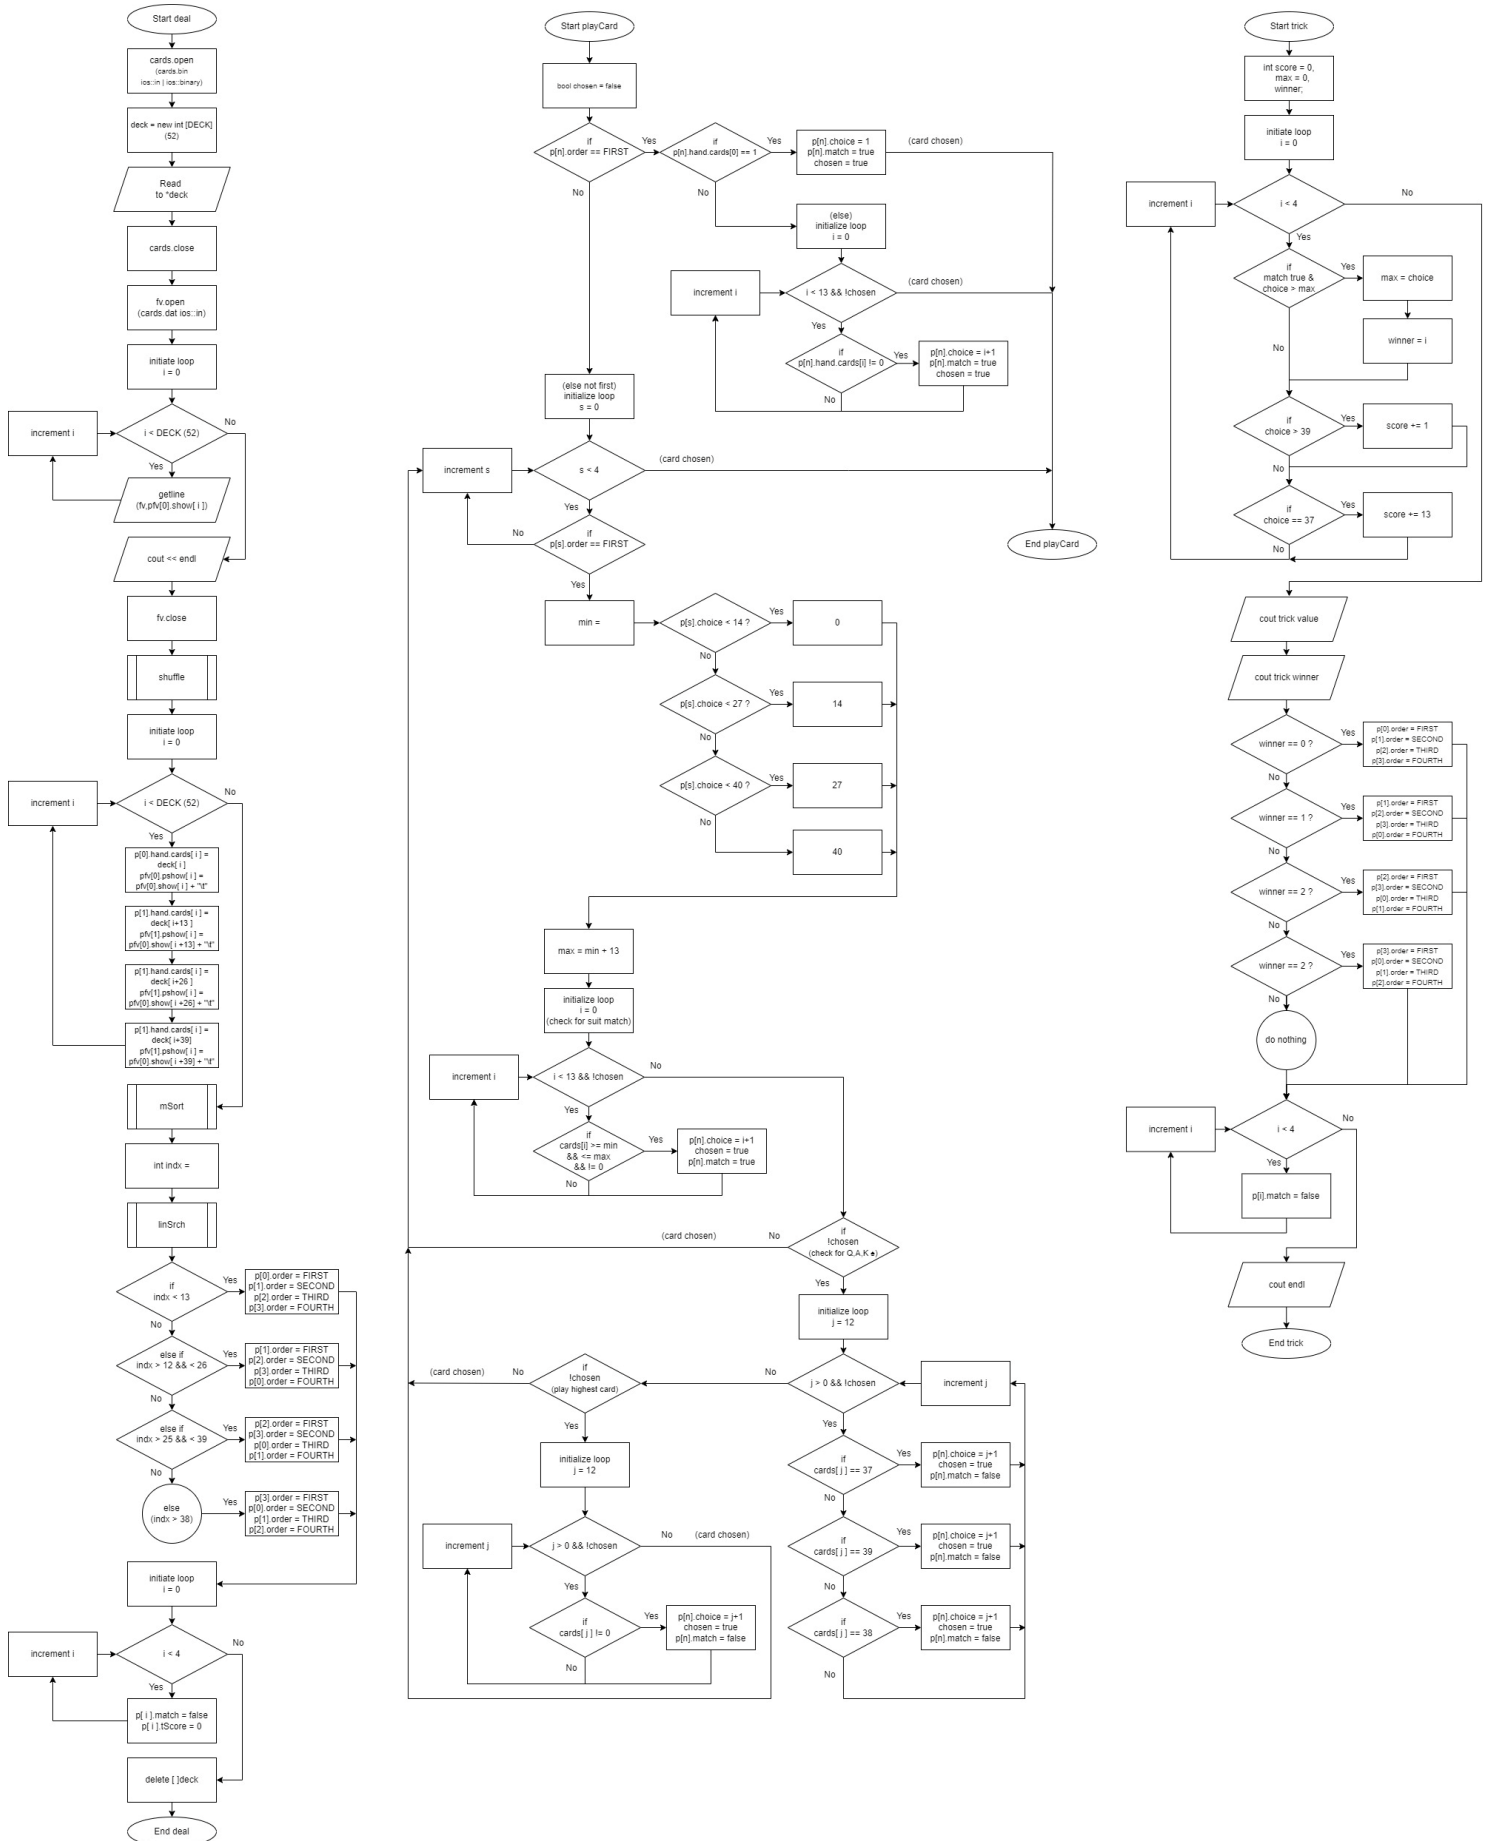 Start deal
cards.open
(cards.bin
ios::in | ios::binary)
deck = new int [DECK]
(52)
Read
to *deck
cards.close
fv.open
(cards.dat ios::in)
initiate loop
i = 0
increment i
i < DECK (52)
No
Yes
getline
(fv,pfv[0].show[ i ])
cout << endl
fv.close
shuffle
initiate loop
i = 0
increment i
i < DECK (52)
No
Yes
p[0].hand.cards[ i ] =
deck[ i ]
pfv[0].pshow[ i ] =
pfv[0].show[ i ] + "\t"
p[1].hand.cards[ i ] =
deck[ i+13 ]
pfv[1].pshow[ i ] =
pfv[0].show[ i +13] + "\t"
p[1].hand.cards[ i ] =
deck[ i+26 ]
pfv[1].pshow[ i ] =
pfv[0].show[ i +26] + "\t"
p[1].hand.cards[ i ] =
deck[ i+39]
pfv[1].pshow[ i ] =
pfv[0].show[ i +39] + "\t"
mSort
int indx =
linSrch
if
indx < 13
Yes
p[0].order = FIRST
p[1].order = SECOND
p[2].order = THIRD
p[3].order = FOURTH
No
else if
indx > 12 && < 26
Yes
p[1].order = FIRST
p[2].order = SECOND
p[3].order = THIRD
p[0].order = FOURTH
No
else if
indx > 25 && < 39
Yes
p[2].order = FIRST
p[3].order = SECOND
p[0].order = THIRD
p[1].order = FOURTH
No
else
(indx > 38)
Yes
p[3].order = FIRST
p[0].order = SECOND
p[1].order = THIRD
p[2].order = FOURTH
initiate loop
i = 0
increment i
i < 4
No
Yes
p[ i ].match = false
p[ i ].tScore = 0
delete [ ]deck
End deal
Start playCard
bool chosen = false
if
p[n].order == FIRST
Yes
No
if
p[n].hand.cards[0] == 1
Yes
No
p[n].choice = 1
p[n].match = true
chosen = true
(card chosen)
(else)
initialize loop
i = 0
increment i
i < 13 && !chosen
(card chosen)
Yes
if
p[n].hand.cards[i] != 0
Yes
p[n].choice = i+1
p[n].match = true
chosen = true
No
(else not first)
initialize loop
s = 0
increment s
s < 4
(card chosen)
Yes
if
p[s].order == FIRST
No
Yes
End playCard
min =
p[s].choice < 14 ?
Yes
0
No
p[s].choice < 27 ?
Yes
14
No
p[s].choice < 40 ?
Yes
27
No
40
max = min + 13
initialize loop
i = 0
(check for suit match)
increment i
i < 13 && !chosen
No
Yes
if
cards[i] >= min
&& <= max
&& != 0
Yes
p[n].choice = i+1
chosen = true
p[n].match = true
No
if
!chosen
(check for Q,A,K ♠)
No
(card chosen)
Yes
initialize loop
j = 12
j > 0 && !chosen
increment j
No
Yes
if
!chosen
(play highest card)
No
(card chosen)
Yes
initialize loop
j = 12
increment j
j > 0 && !chosen
No
(card chosen)
Yes
if
cards[ j ] != 0
Yes
p[n].choice = j+1
chosen = true
p[n].match = false
No
if
cards[ j ] == 37
Yes
p[n].choice = j+1
chosen = true
p[n].match = false
No
if
cards[ j ] == 39
Yes
p[n].choice = j+1
chosen = true
p[n].match = false
No
if
cards[ j ] == 38
Yes
p[n].choice = j+1
chosen = true
p[n].match = false
No
Start trick
int score = 0,
max = 0,
winner;
initiate loop
i = 0
increment i
i < 4
No
Yes
if
match true &
choice > max
Yes
max = choice
winner = i
No
if
choice > 39
Yes
score += 1
No
if
choice == 37
Yes
score += 13
No
cout trick value
cout trick winner
winner == 0 ?
Yes
p[0].order = FIRST
p[1].order = SECOND
p[2].order = THIRD
p[3].order = FOURTH
No
winner == 1 ?
Yes
p[1].order = FIRST
p[2].order = SECOND
p[3].order = THIRD
p[0].order = FOURTH
No
winner == 2 ?
Yes
p[2].order = FIRST
p[3].order = SECOND
p[0].order = THIRD
p[1].order = FOURTH
No
winner == 2 ?
Yes
p[3].order = FIRST
p[0].order = SECOND
p[1].order = THIRD
p[2].order = FOURTH
No
do nothing
increment i
i < 4
No
Yes
p[i].match = false
cout endl
End trick